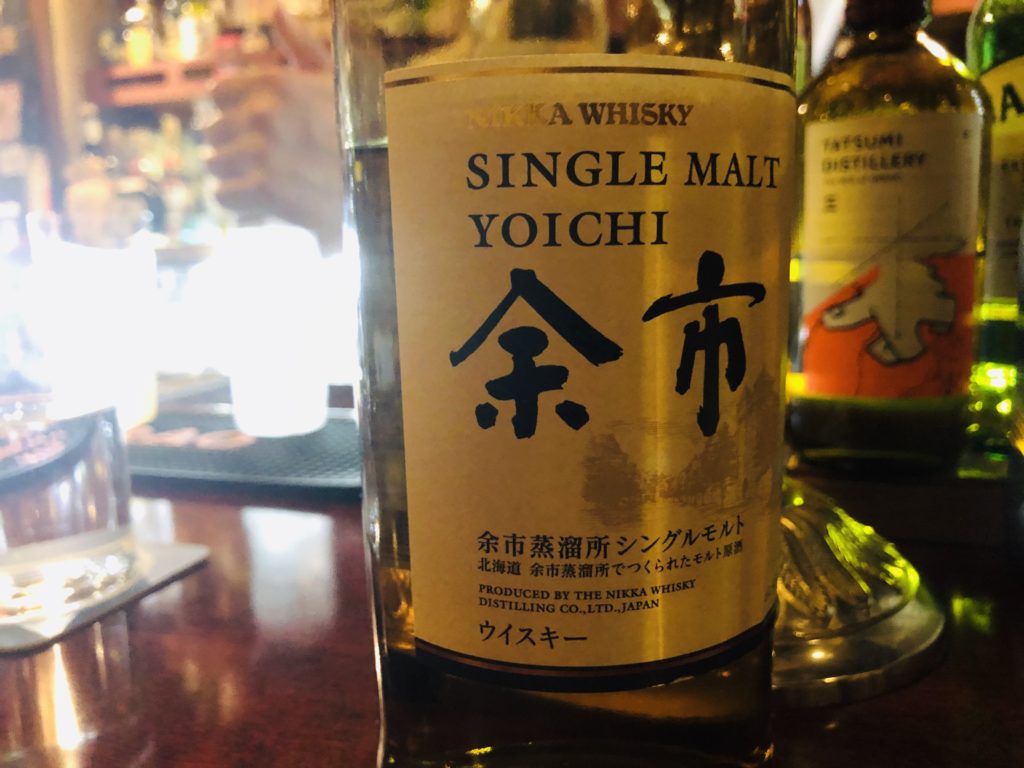 NIKKA WHISKY
SINGLE MALT
YOICHI
余市
余市蒸溜所シングルモルト
北海道 余市蒸溜所でつくられたモルト原酒
PRODUCED BY THE NIKKA WHISKY
DISTILLING CO.,LTD.,JAPAN
ウイスキー
TATSUMI
DISTILLERY
A